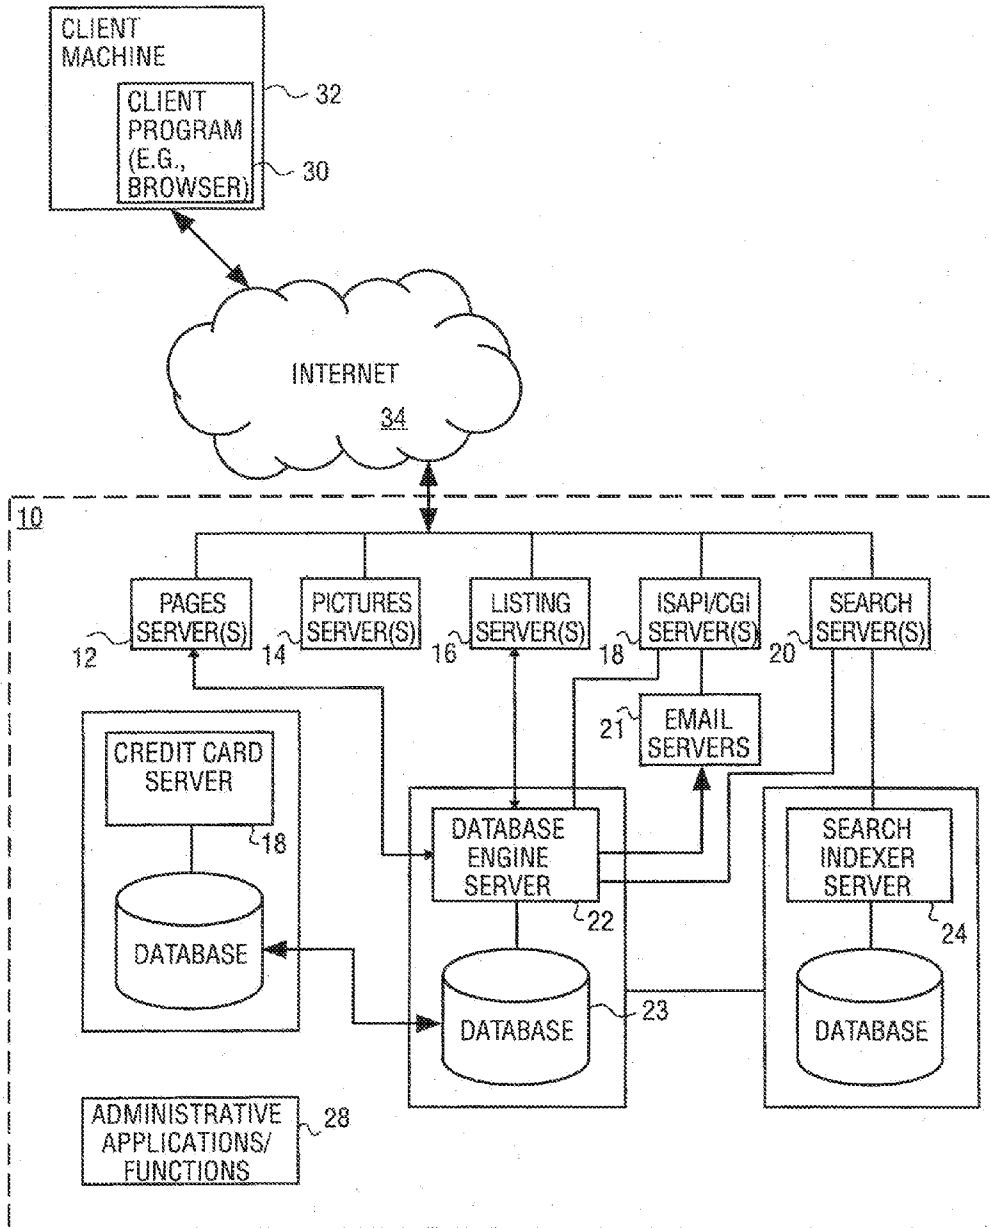 CLIENT
MACHINE
32
CLIENT
PROGRAM
(E.G.,
BROWSER)
30
INTERNET
34
10
PAGES
SERVER(S)
12
PICTURES
SERVER(S)
14
LISTING
SERVER(S)
16
ISAPI/CGI
SERVER(S)
18
SEARCH
SERVER(S)
20
21
EMAIL
SERVERS
CREDIT CARD
SERVER
18
DATABASE
DATABASE
ENGINE
SERVER
22
DATABASE
23
SEARCH
INDEXER
SERVER
24
DATABASE
ADMINISTRATIVE
APPLICATIONS/
FUNCTIONS
28